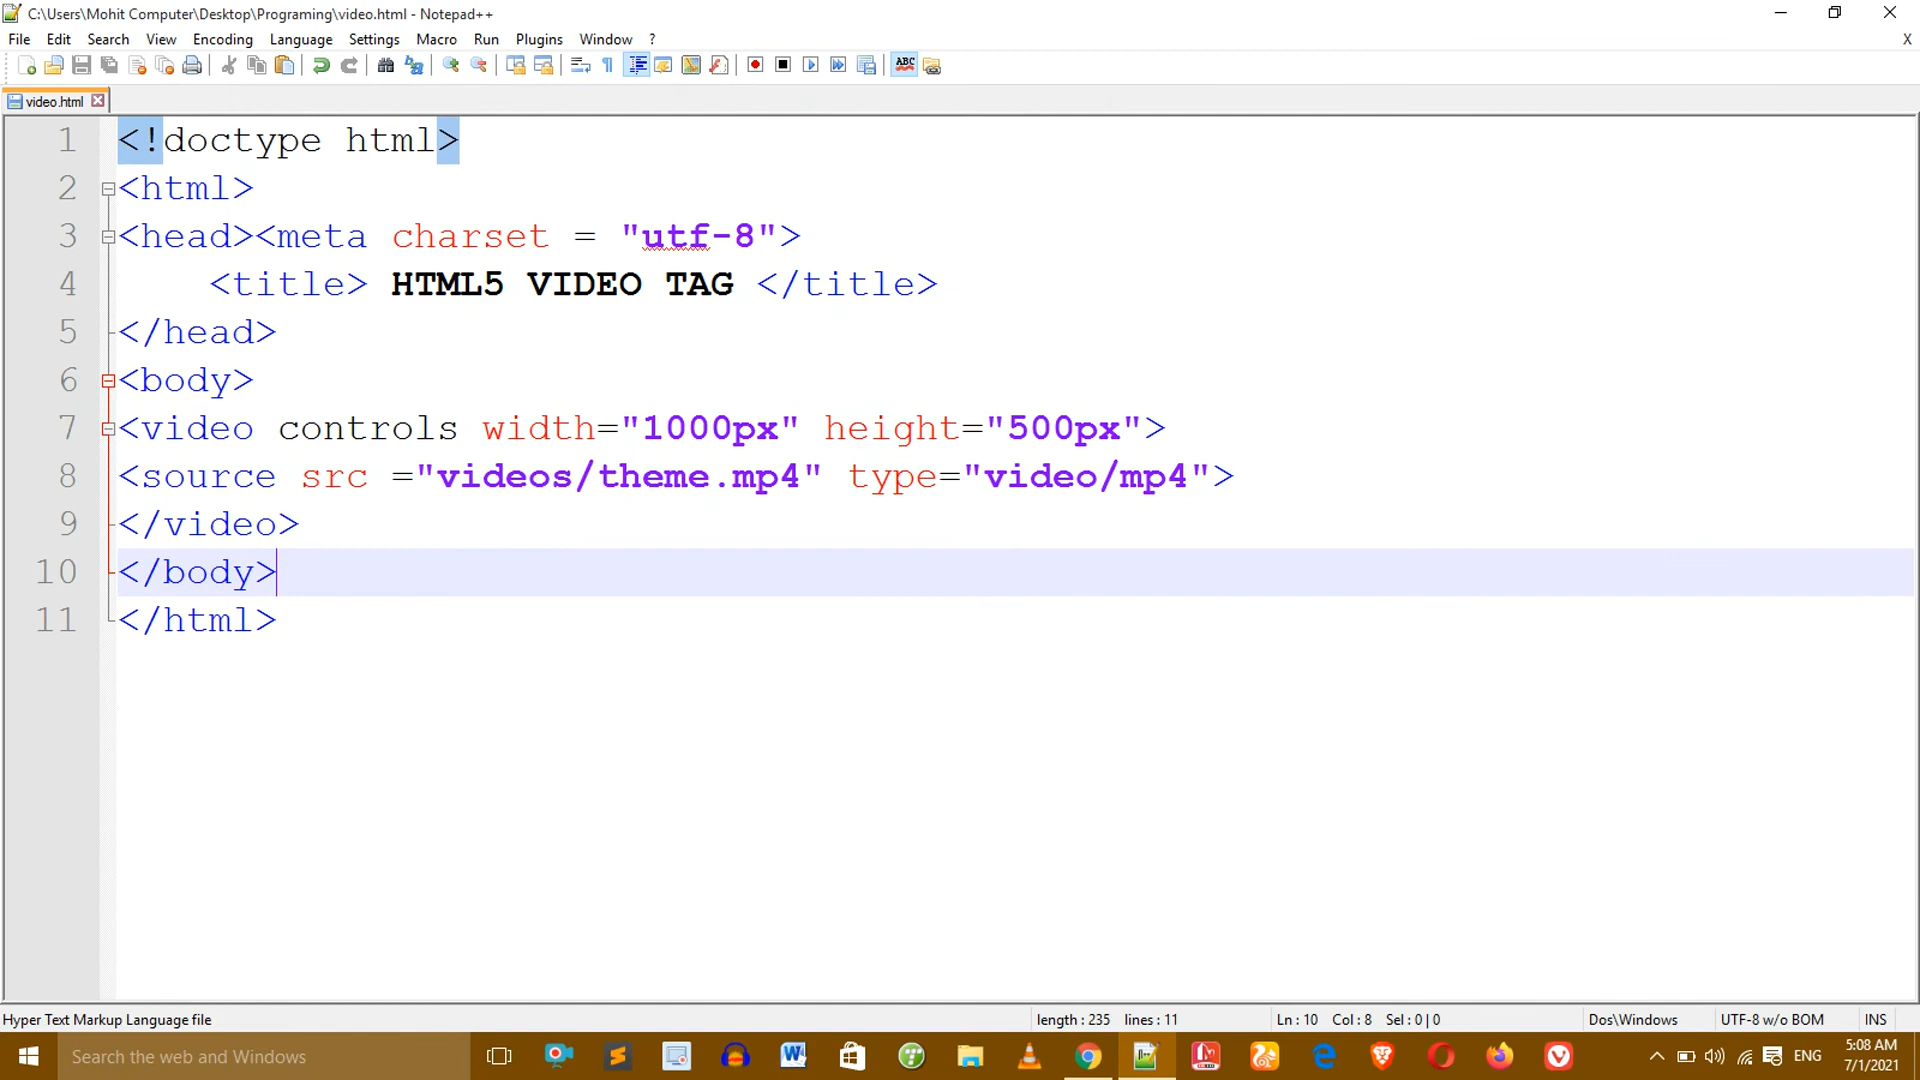 C:\Users\Mohit Computer\Desktop\Programing\video.html - Notepad++
File Edit Search View Encoding Language Settings Macro Run Plugins Window ? X
ABC
video.html
1 <!doctype html>
2 <html>
3 <head><meta charset = "utf-8">
4 <title> HTML5 VIDEO TAG </title>
5 </head>
6 <body>
7 <video controls width="1000px" height="500px">
8 <source src ="videos/theme.mp4" type="video/mp4">
9 </video>
10 </body>
11 </html>
Hyper Text Markup Language file length : 235 lines : 11 Ln : 10 Col : 8 Sel : 0 | 0 Dos\Windows UTF-8 w/o BOM INS
Search the web and Windows ENG 5:08 AM
7/1/2021